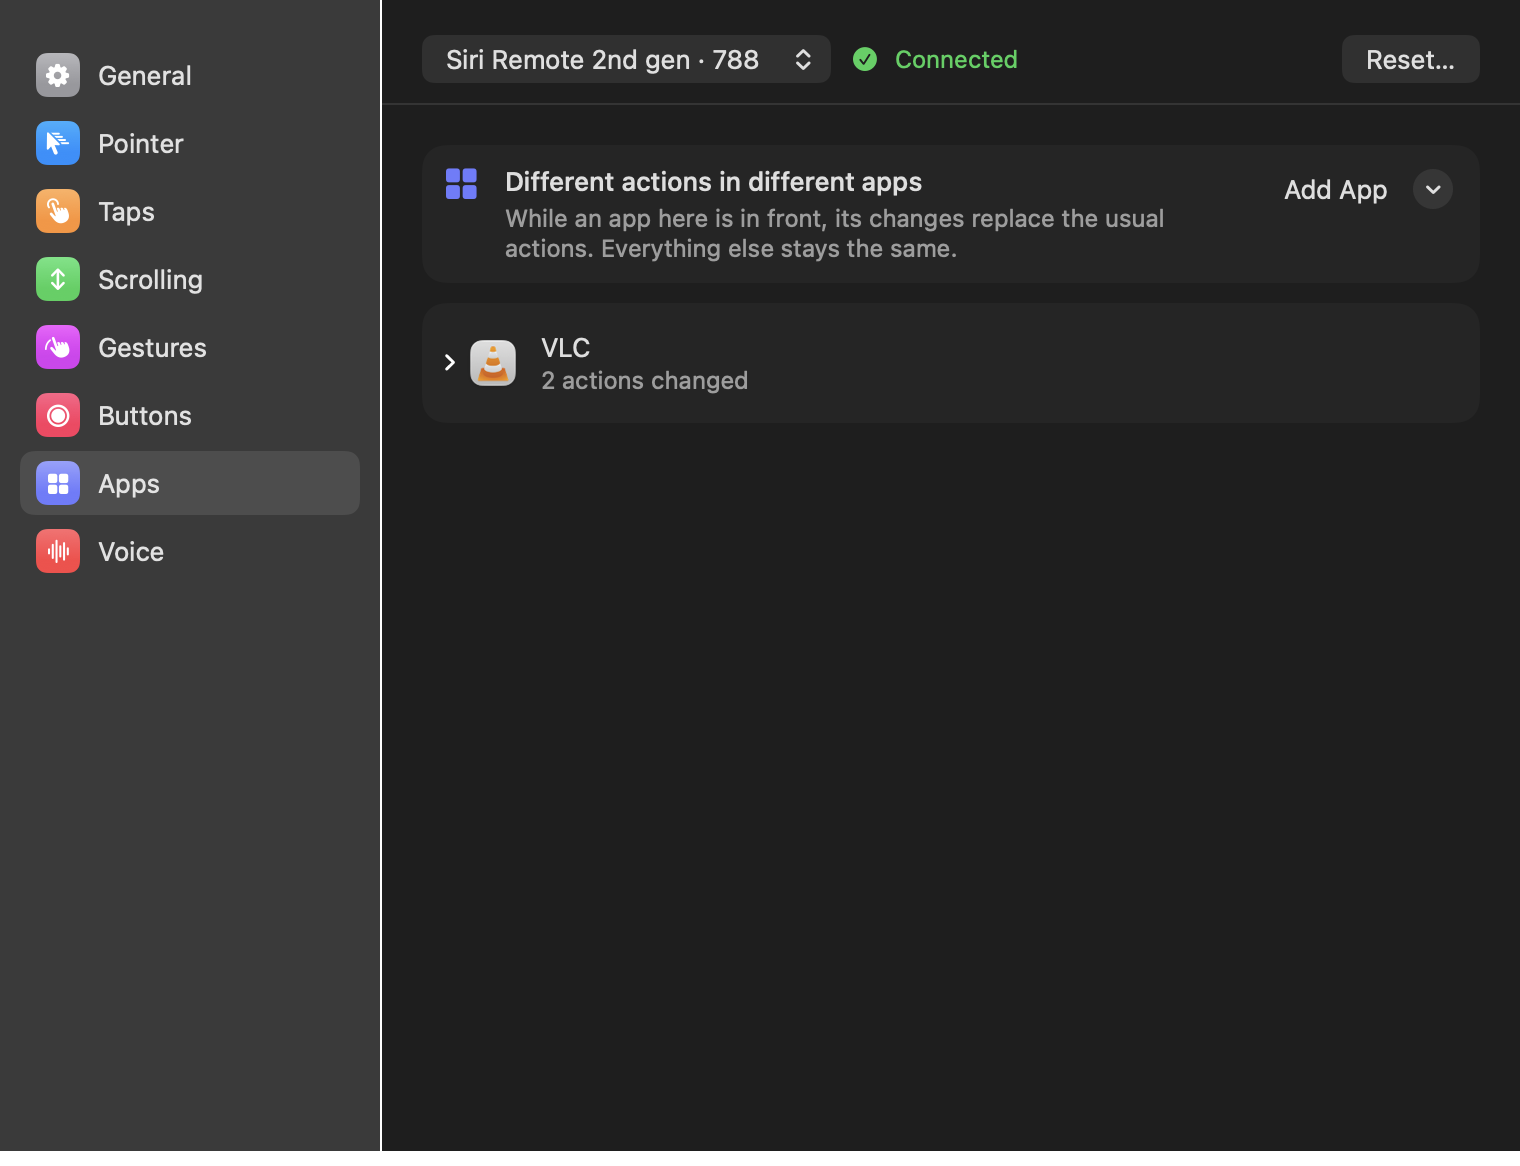 General
Pointer
Taps
Scrolling
Gestures
Buttons
Apps
Voice
Siri Remote 2nd gen · 788
Connected
Reset...
Different actions in different apps
While an app here is in front, its changes replace the usual
actions. Everything else stays the same.
Add App
VLC
2 actions changed